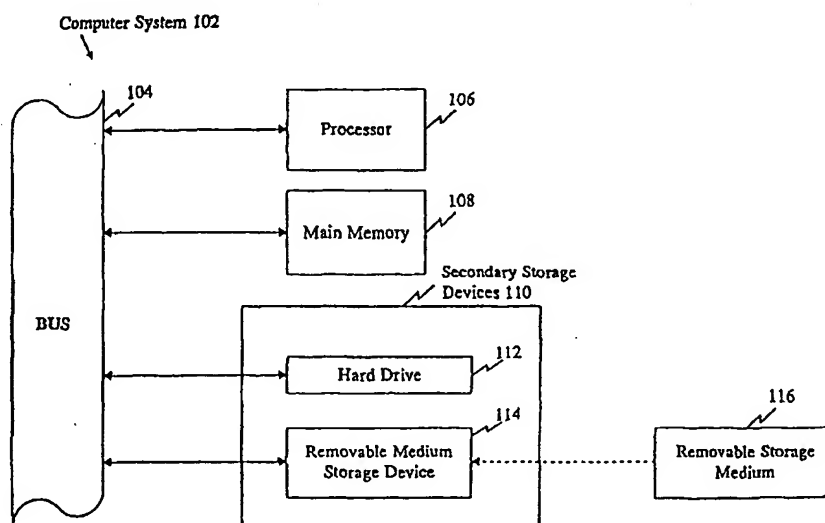 Computer System 102
104
106
Processor
108
Main Memory
Secondary Storage
Devices 110
BUS
112
Hard Drive
114
116
Removable Medium
Storage Device
Removable Storage
Medium